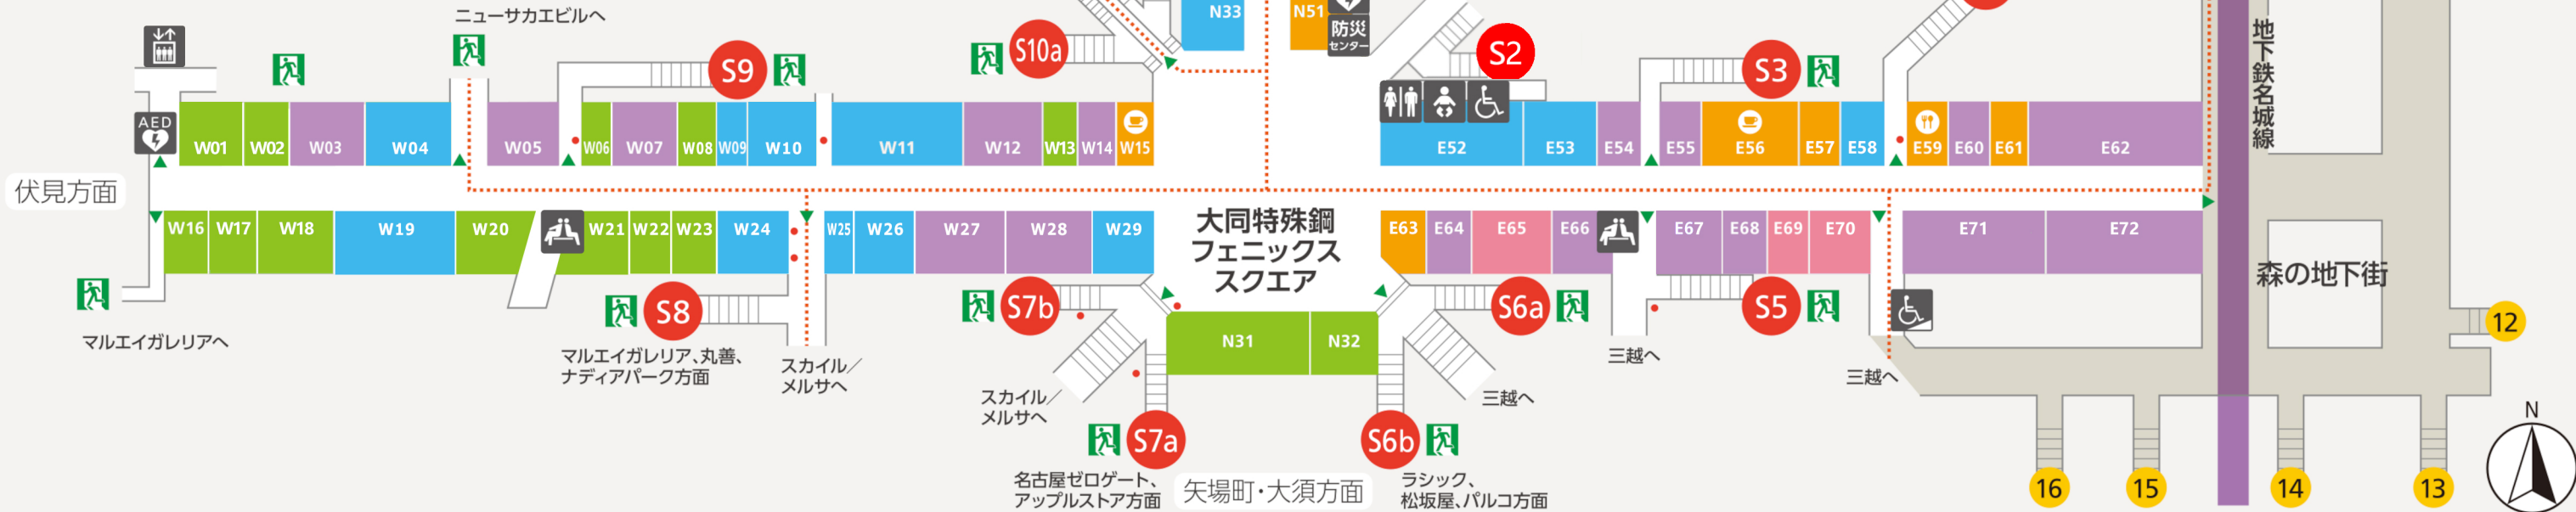 ニューサカエビルへ
N33
N51
防災
センター
S10a
S9
S2
S3
地下鉄名城線
AED
W01
W02
W03
W04
W05
W06
W07
W08
W09
W10
W11
W12
W13
W14
W15
E52
E53
E54
E55
E56
E57
E58
E59
E60
E61
E62
伏見方面
W16
W17
W18
W19
W20
W21
W22
W23
W24
W25
W26
W27
W28
W29
大同特殊鋼
フェニックス
スクエア
E63
E64
E65
E66
E67
E68
E69
E70
E71
E72
森の地下街
S8
S7b
S6a
S5
12
マルエイガレリアへ
マルエイガレリア、丸善、
ナディアパーク方面
スカイル/
メルサへ
N31
N32
三越へ
三越へ
スカイル/
メルサへ
三越へ
S7a
S6b
名古屋ゼロゲート、
アップルストア方面
矢場町・大須方面
ラシック、
松坂屋、パルコ方面
16
15
14
13
N